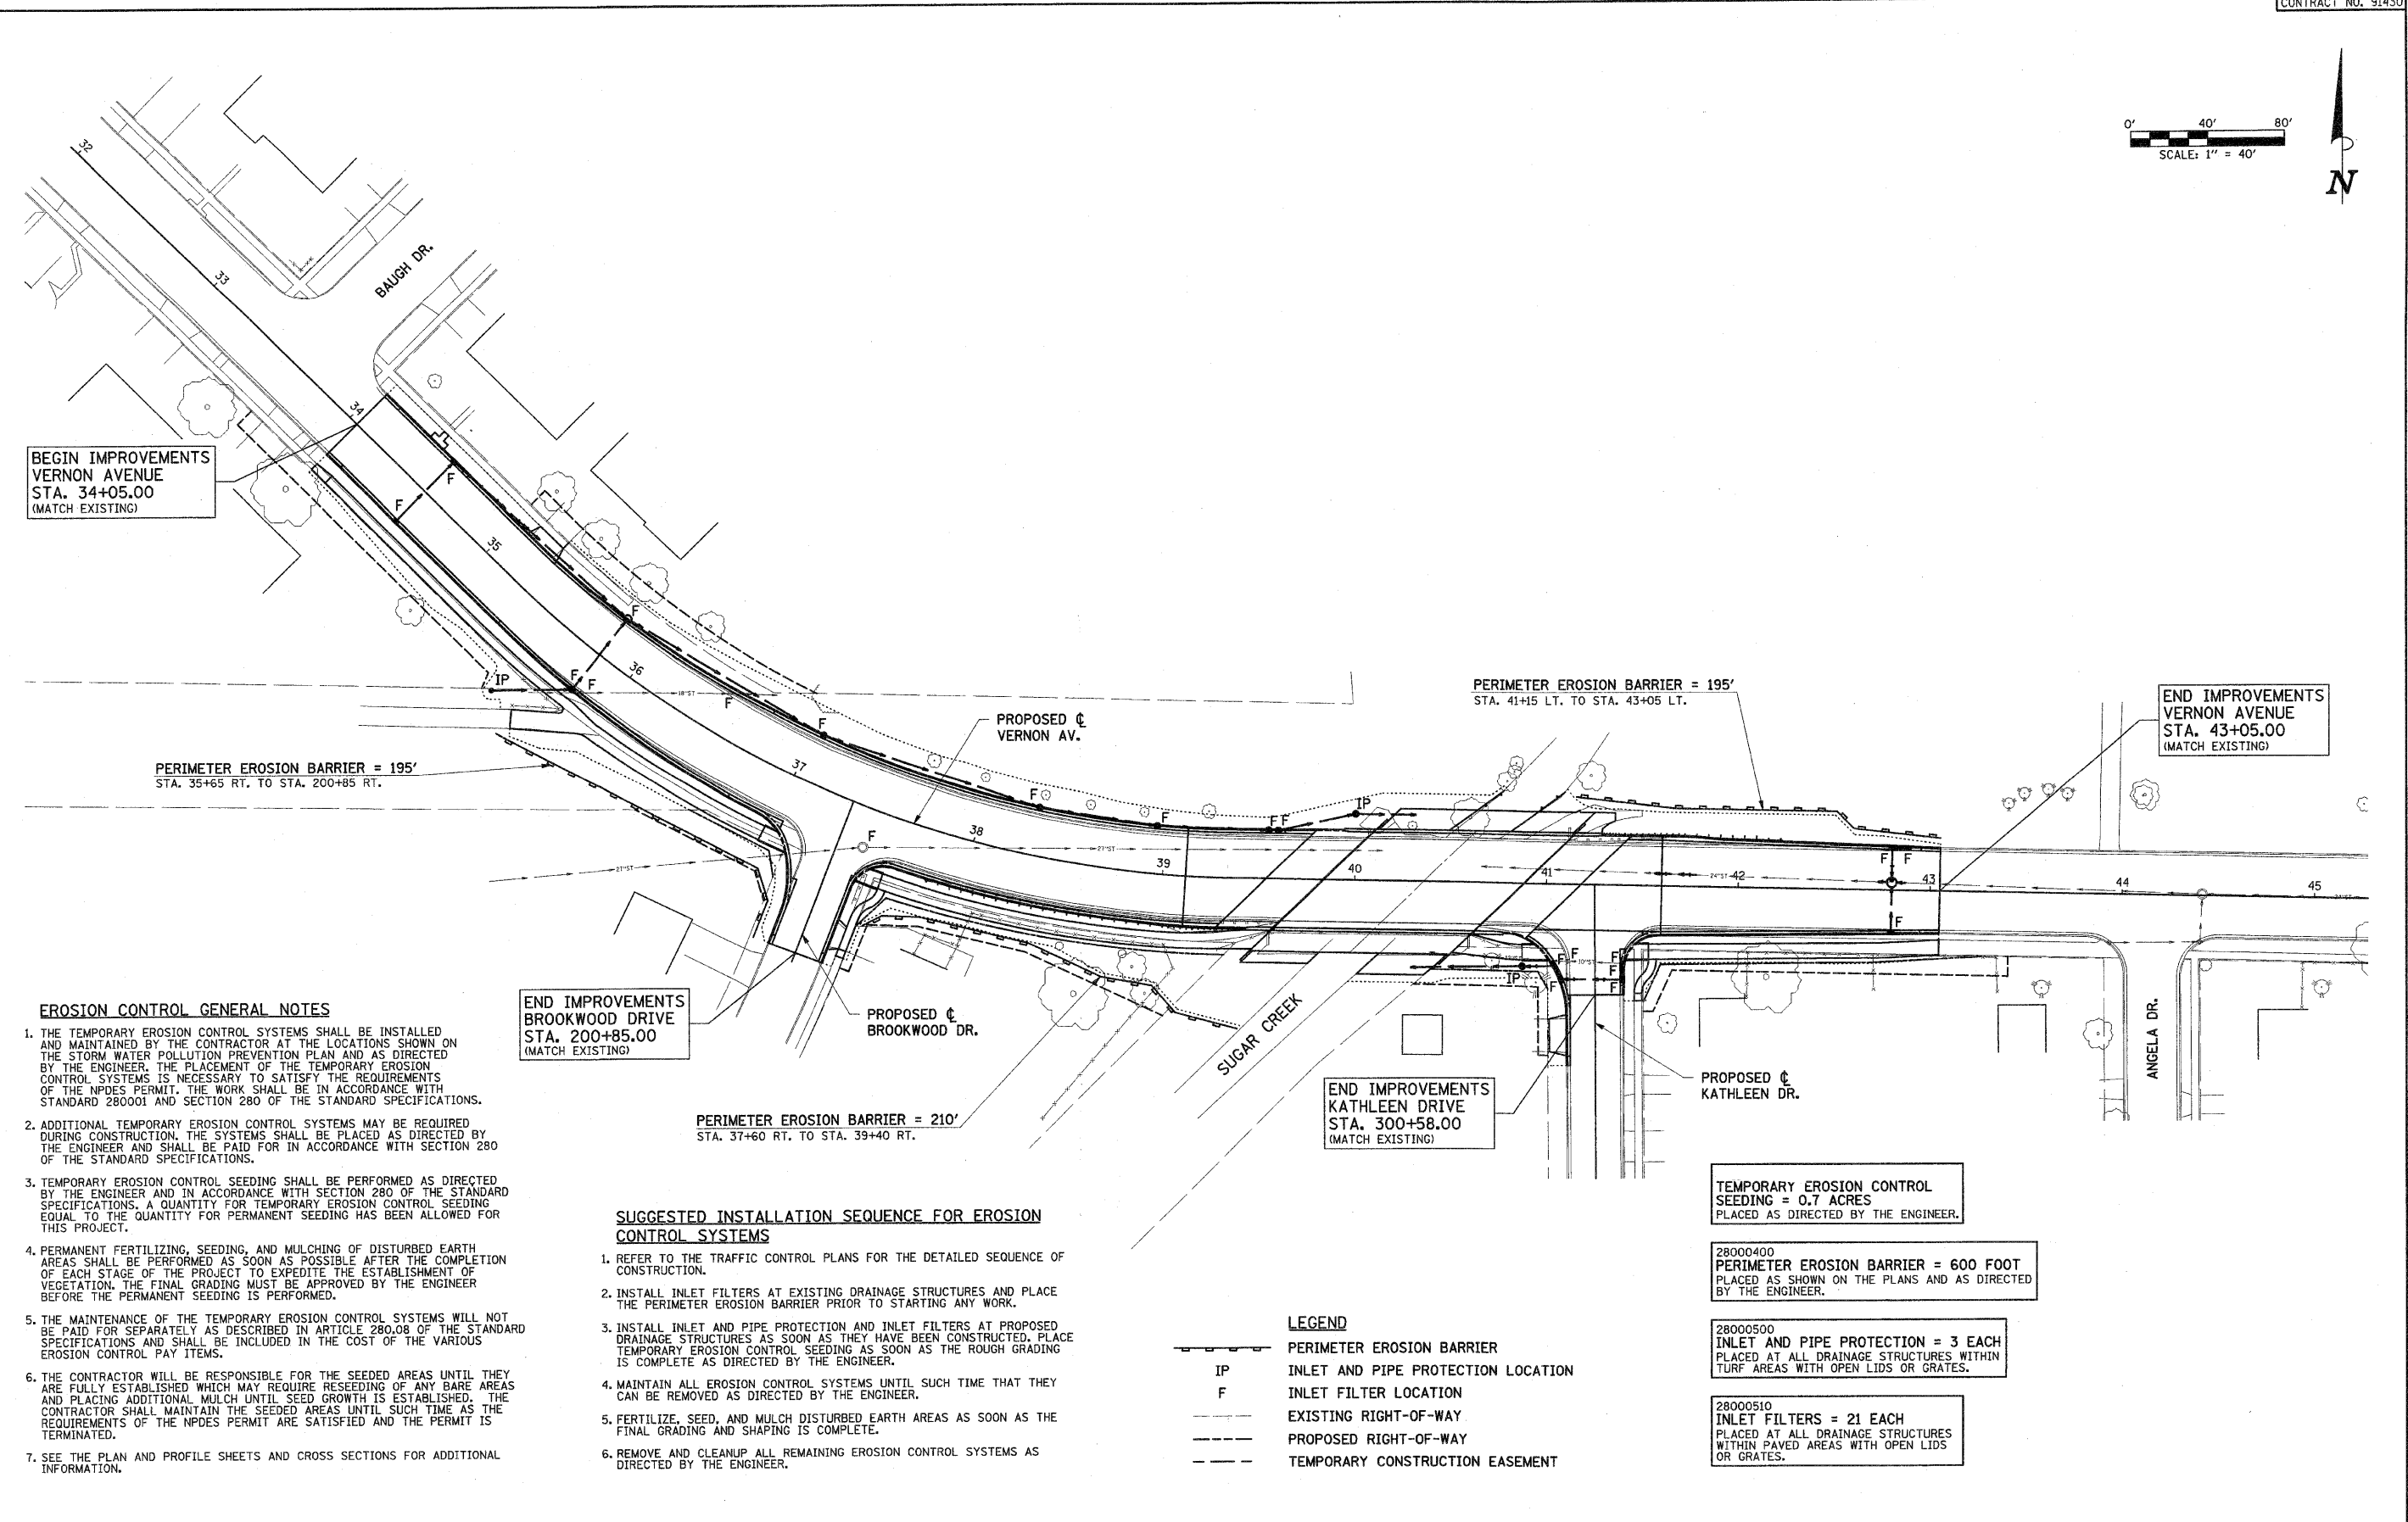 CONTRACT NO. 91430
0' 40' 80'
SCALE: 1" = 40'
N
32
33
BAUGH DR.
34
BEGIN IMPROVEMENTS
VERNON AVENUE
STA. 34+05.00
(MATCH EXISTING)
F
F
35
F
36
IP
F
F
18"ST
F
F
PROPOSED ℄
VERNON AV.
PERIMETER EROSION BARRIER = 195'
STA. 41+15 LT. TO STA. 43+05 LT.
END IMPROVEMENTS
VERNON AVENUE
STA. 43+05.00
(MATCH EXISTING)
PERIMETER EROSION BARRIER = 195'
STA. 35+65 RT. TO STA. 200+85 RT.
37
F
F
F F
IP
38
F
27"ST
27"ST
39
40
41
24"ST
42
F F
43
44
45
F
F F
10"ST
F
F
F
F
IP
SUGAR CREEK
ANGELA DR.
END IMPROVEMENTS
BROOKWOOD DRIVE
STA. 200+85.00
(MATCH EXISTING)
PROPOSED ℄
BROOKWOOD DR.
END IMPROVEMENTS
KATHLEEN DRIVE
STA. 300+58.00
(MATCH EXISTING)
PROPOSED ℄
KATHLEEN DR.
PERIMETER EROSION BARRIER = 210'
STA. 37+60 RT. TO STA. 39+40 RT.
EROSION CONTROL GENERAL NOTES
1. THE TEMPORARY EROSION CONTROL SYSTEMS SHALL BE INSTALLED
AND MAINTAINED BY THE CONTRACTOR AT THE LOCATIONS SHOWN ON
THE STORM WATER POLLUTION PREVENTION PLAN AND AS DIRECTED
BY THE ENGINEER. THE PLACEMENT OF THE TEMPORARY EROSION
CONTROL SYSTEMS IS NECESSARY TO SATISFY THE REQUIREMENTS
OF THE NPDES PERMIT. THE WORK SHALL BE IN ACCORDANCE WITH
STANDARD 280001 AND SECTION 280 OF THE STANDARD SPECIFICATIONS.
2. ADDITIONAL TEMPORARY EROSION CONTROL SYSTEMS MAY BE REQUIRED
DURING CONSTRUCTION. THE SYSTEMS SHALL BE PLACED AS DIRECTED BY
THE ENGINEER AND SHALL BE PAID FOR IN ACCORDANCE WITH SECTION 280
OF THE STANDARD SPECIFICATIONS.
3. TEMPORARY EROSION CONTROL SEEDING SHALL BE PERFORMED AS DIRECTED
BY THE ENGINEER AND IN ACCORDANCE WITH SECTION 280 OF THE STANDARD
SPECIFICATIONS. A QUANTITY FOR TEMPORARY EROSION CONTROL SEEDING
EQUAL TO THE QUANTITY FOR PERMANENT SEEDING HAS BEEN ALLOWED FOR
THIS PROJECT.
4. PERMANENT FERTILIZING, SEEDING, AND MULCHING OF DISTURBED EARTH
AREAS SHALL BE PERFORMED AS SOON AS POSSIBLE AFTER THE COMPLETION
OF EACH STAGE OF THE PROJECT TO EXPEDITE THE ESTABLISHMENT OF
VEGETATION. THE FINAL GRADING MUST BE APPROVED BY THE ENGINEER
BEFORE THE PERMANENT SEEDING IS PERFORMED.
5. THE MAINTENANCE OF THE TEMPORARY EROSION CONTROL SYSTEMS WILL NOT
BE PAID FOR SEPARATELY AS DESCRIBED IN ARTICLE 280.08 OF THE STANDARD
SPECIFICATIONS AND SHALL BE INCLUDED IN THE COST OF THE VARIOUS
EROSION CONTROL PAY ITEMS.
6. THE CONTRACTOR WILL BE RESPONSIBLE FOR THE SEEDED AREAS UNTIL THEY
ARE FULLY ESTABLISHED WHICH MAY REQUIRE RESEEDING OF ANY BARE AREAS
AND PLACING ADDITIONAL MULCH UNTIL SEED GROWTH IS ESTABLISHED. THE
CONTRACTOR SHALL MAINTAIN THE SEEDED AREAS UNTIL SUCH TIME AS THE
REQUIREMENTS OF THE NPDES PERMIT ARE SATISFIED AND THE PERMIT IS
TERMINATED.
7. SEE THE PLAN AND PROFILE SHEETS AND CROSS SECTIONS FOR ADDITIONAL
INFORMATION.
SUGGESTED INSTALLATION SEQUENCE FOR EROSION
CONTROL SYSTEMS
1. REFER TO THE TRAFFIC CONTROL PLANS FOR THE DETAILED SEQUENCE OF
CONSTRUCTION.
2. INSTALL INLET FILTERS AT EXISTING DRAINAGE STRUCTURES AND PLACE
THE PERIMETER EROSION BARRIER PRIOR TO STARTING ANY WORK.
3. INSTALL INLET AND PIPE PROTECTION AND INLET FILTERS AT PROPOSED
DRAINAGE STRUCTURES AS SOON AS THEY HAVE BEEN CONSTRUCTED. PLACE
TEMPORARY EROSION CONTROL SEEDING AS SOON AS THE ROUGH GRADING
IS COMPLETE AS DIRECTED BY THE ENGINEER.
4. MAINTAIN ALL EROSION CONTROL SYSTEMS UNTIL SUCH TIME THAT THEY
CAN BE REMOVED AS DIRECTED BY THE ENGINEER.
5. FERTILIZE, SEED, AND MULCH DISTURBED EARTH AREAS AS SOON AS THE
FINAL GRADING AND SHAPING IS COMPLETE.
6. REMOVE AND CLEANUP ALL REMAINING EROSION CONTROL SYSTEMS AS
DIRECTED BY THE ENGINEER.
LEGEND
PERIMETER EROSION BARRIER
IP INLET AND PIPE PROTECTION LOCATION
F INLET FILTER LOCATION
EXISTING RIGHT-OF-WAY
PROPOSED RIGHT-OF-WAY
TEMPORARY CONSTRUCTION EASEMENT
TEMPORARY EROSION CONTROL
SEEDING = 0.7 ACRES
PLACED AS DIRECTED BY THE ENGINEER.
28000400
PERIMETER EROSION BARRIER = 600 FOOT
PLACED AS SHOWN ON THE PLANS AND AS DIRECTED
BY THE ENGINEER.
28000500
INLET AND PIPE PROTECTION = 3 EACH
PLACED AT ALL DRAINAGE STRUCTURES WITHIN
TURF AREAS WITH OPEN LIDS OR GRATES.
28000510
INLET FILTERS = 21 EACH
PLACED AT ALL DRAINAGE STRUCTURES
WITHIN PAVED AREAS WITH OPEN LIDS
OR GRATES.